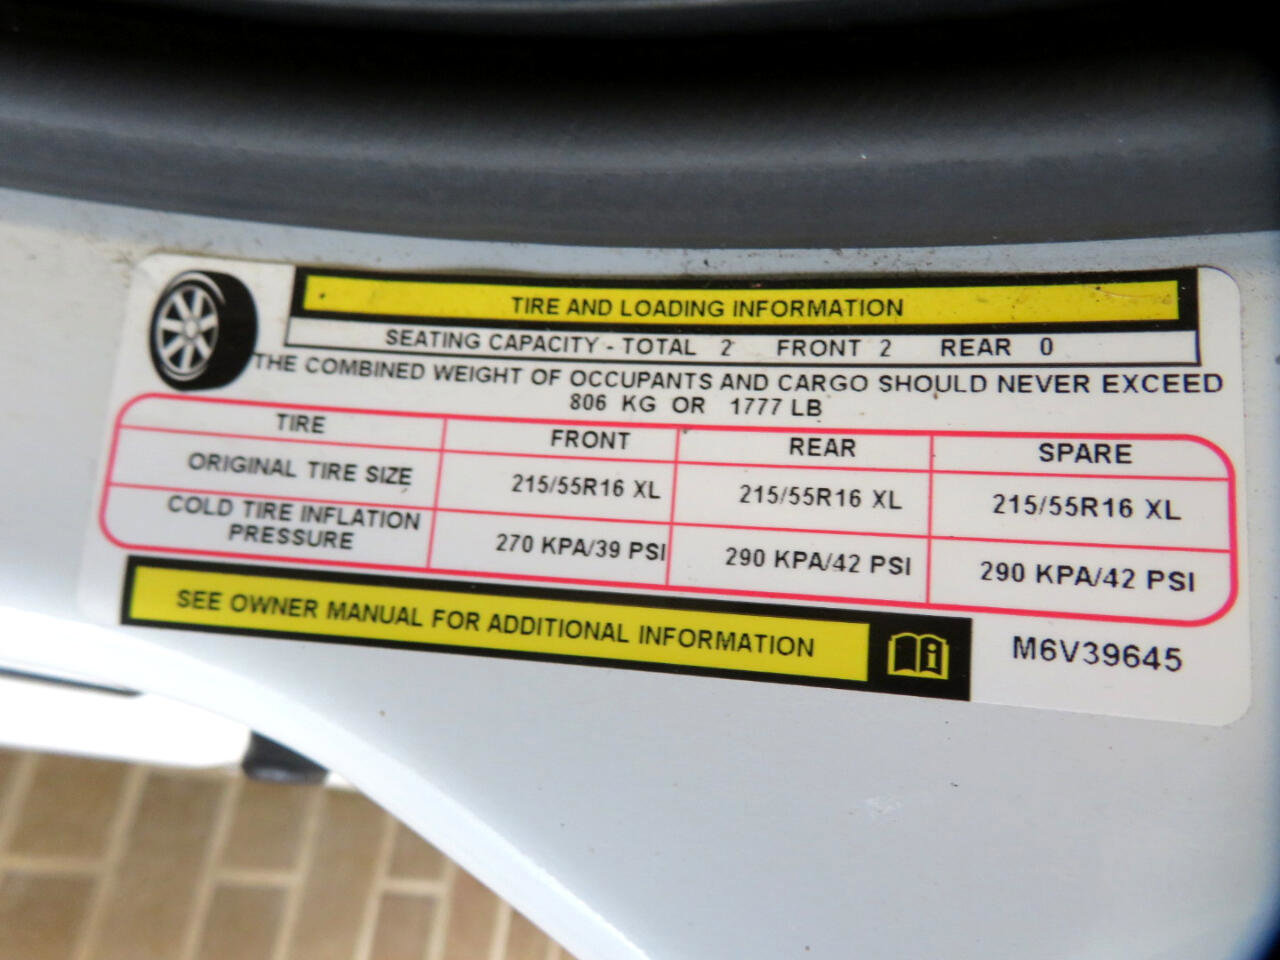 TIRE AND LOADING INFORMATION
SEATING CAPACITY - TOTAL 2 FRONT 2 REAR 0
THE COMBINED WEIGHT OF OCCUPANTS AND CARGO SHOULD NEVER EXCEED
806 KG OR 1777 LB
TIRE FRONT REAR SPARE
ORIGINAL TIRE SIZE 215/55R16 XL 215/55R16 XL 215/55R16 XL
COLD TIRE INFLATION
PRESSURE 270 KPA/39 PSI 290 KPA/42 PSI 290 KPA/42 PSI
SEE OWNER MANUAL FOR ADDITIONAL INFORMATION
M6V39645